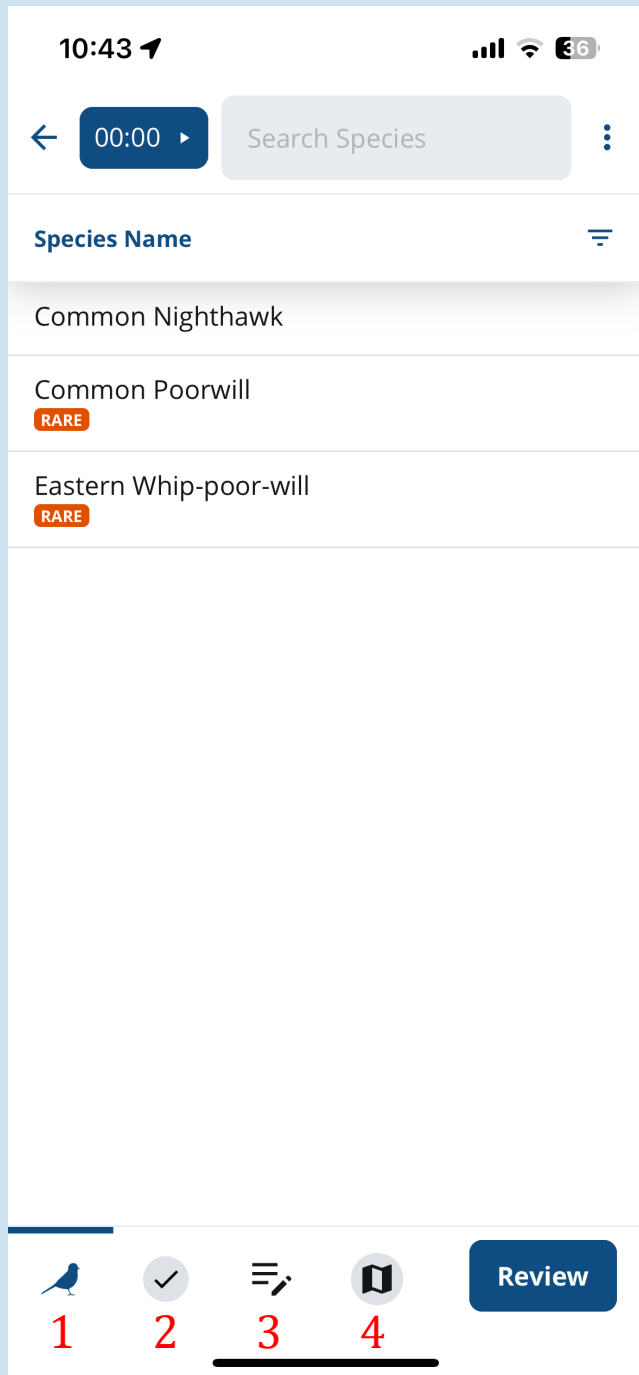 10:43
36
00:00
Search Species
Species Name
Common Nighthawk
Common Poorwill
RARE
Eastern Whip-poor-will
RARE
Review
1 2 3 4